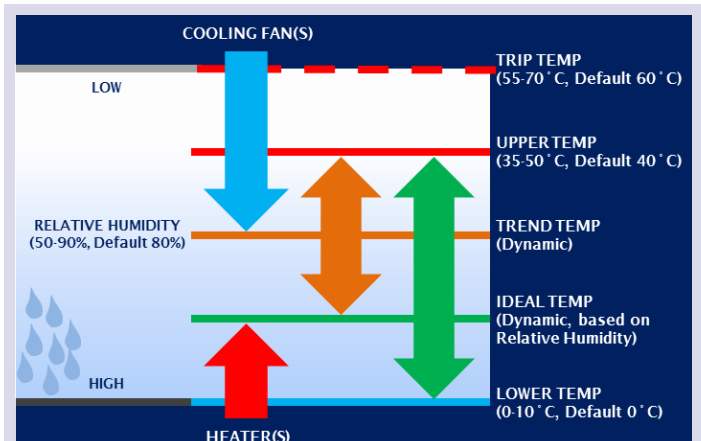 COOLING FAN(S)
LOW
TRIP TEMP
(55-70˚C, Default 60˚C)
UPPER TEMP
(35-50˚C, Default 40˚C)
RELATIVE HUMIDITY
(50-90%, Default 80%)
TREND TEMP
(Dynamic)
IDEAL TEMP
(Dynamic, based on
Relative Humidity)
HIGH
LOWER TEMP
(0-10˚C, Default 0˚C)
HEATER(S)